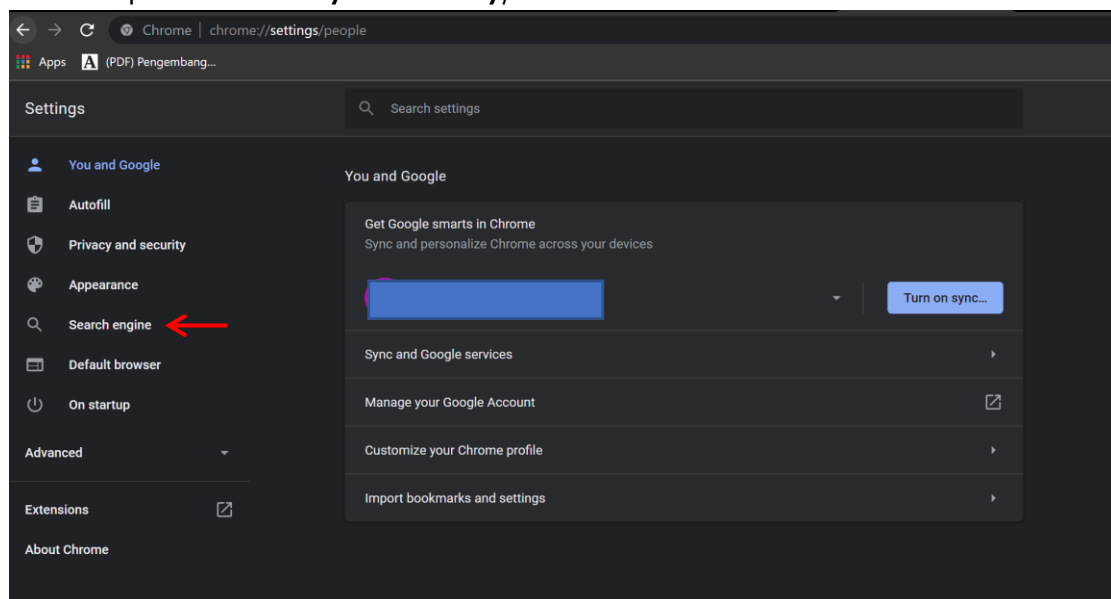 Chrome | chrome://settings/people
Apps A (PDF) Pengembang...
Settings
Search settings
You and Google
Autofill
Privacy and security
Appearance
Search engine
Default browser
On startup
Advanced
Extensions
About Chrome
You and Google
Get Google smarts in Chrome
Sync and personalize Chrome across your devices
Turn on sync...
Sync and Google services
Manage your Google Account
Customize your Chrome profile
Import bookmarks and settings